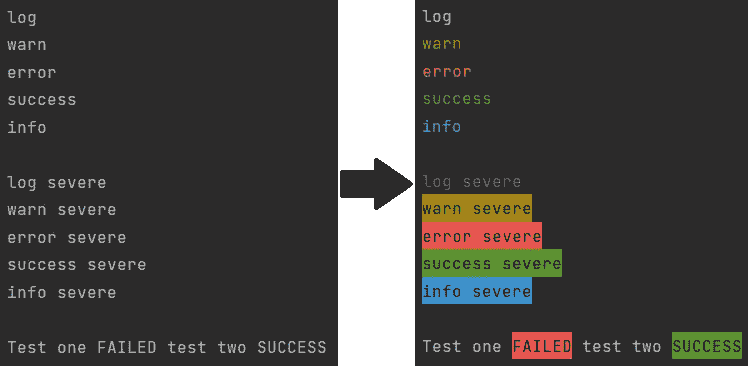 log
warn
error
success
info
log severe
warn severe
error severe
success severe
info severe
Test one FAILED test two SUCCESS
log
warn
error
success
info
log severe
warn severe
error severe
success severe
info severe
Test one FAILED test two SUCCESS